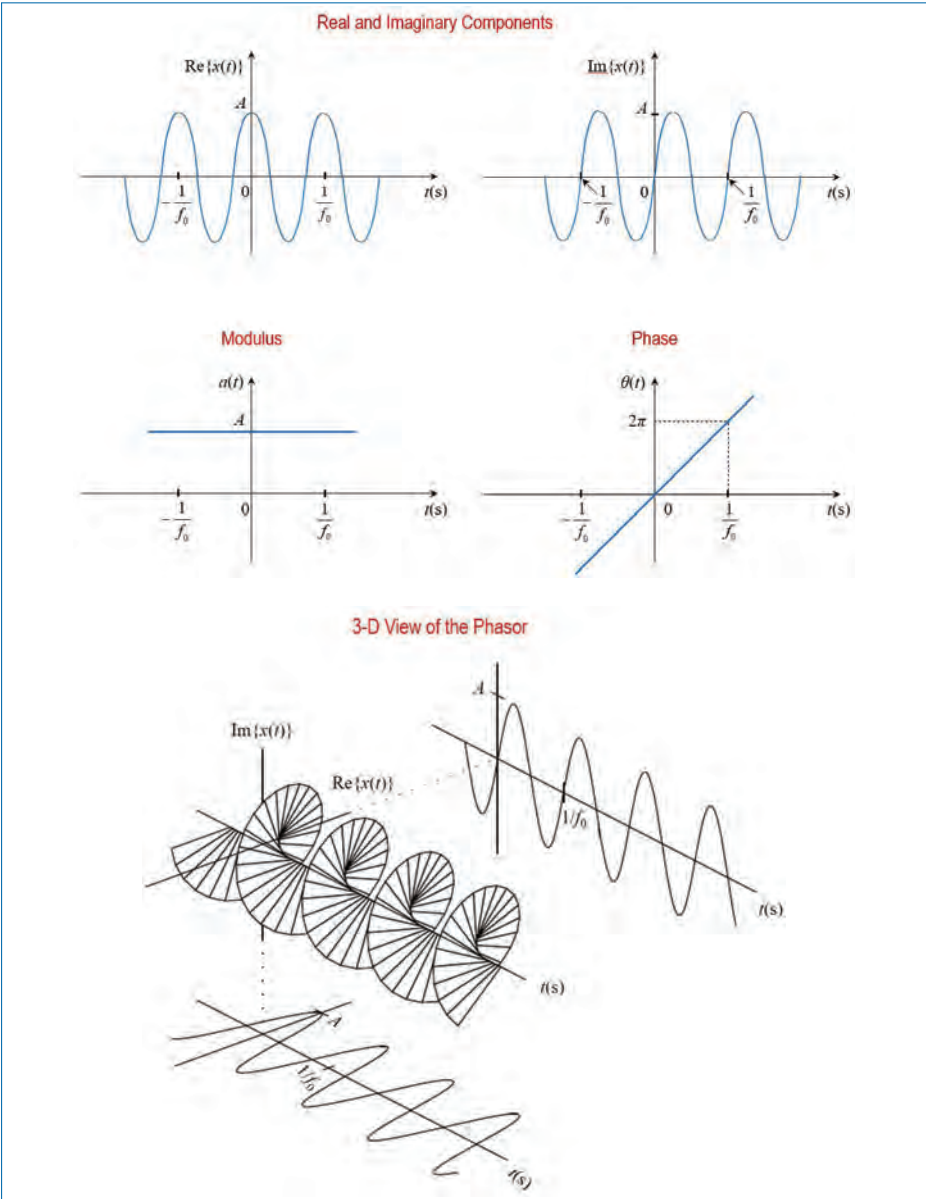 Real and Imaginary Components
Re{x(t)}
A
−1/f₀
0
1/f₀
t(s)
Im{x(t)}
A
0
−1/f₀
1/f₀
t(s)
Modulus
a(t)
A
−1/f₀
0
1/f₀
t(s)
Phase
θ(t)
2π
−1/f₀
0
1/f₀
t(s)
3-D View of the Phasor
A
1/f₀
t(s)
Im{x(t)}
Re{x(t)}
t(s)
A
1/f₀
t(s)